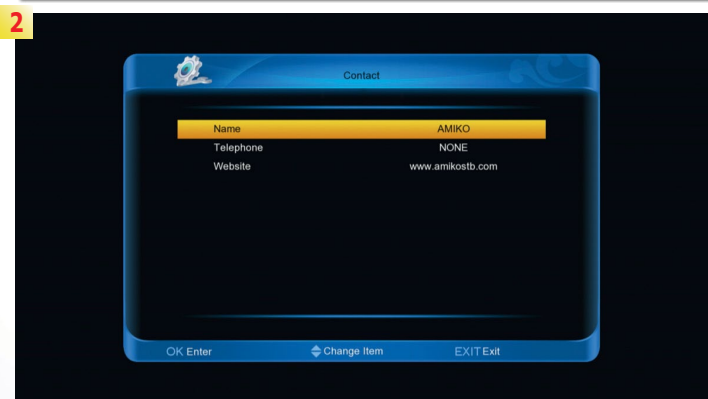 2
Contact
Name AMIKO
Telephone NONE
Website www.amikostb.com
OK Enter Change Item EXIT Exit